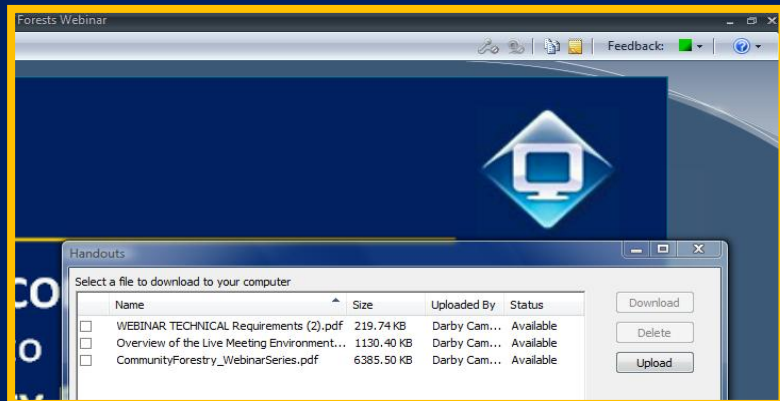 Forests Webinar
Feedback:
Handouts
Select a file to download to your computer
Name Size Uploaded By Status
WEBINAR TECHNICAL Requirements (2).pdf 219.74 KB Darby Cam... Available
Overview of the Live Meeting Environment... 1130.40 KB Darby Cam... Available
CommunityForestry_WebinarSeries.pdf 6385.50 KB Darby Cam... Available
Download
Delete
Upload
co
o